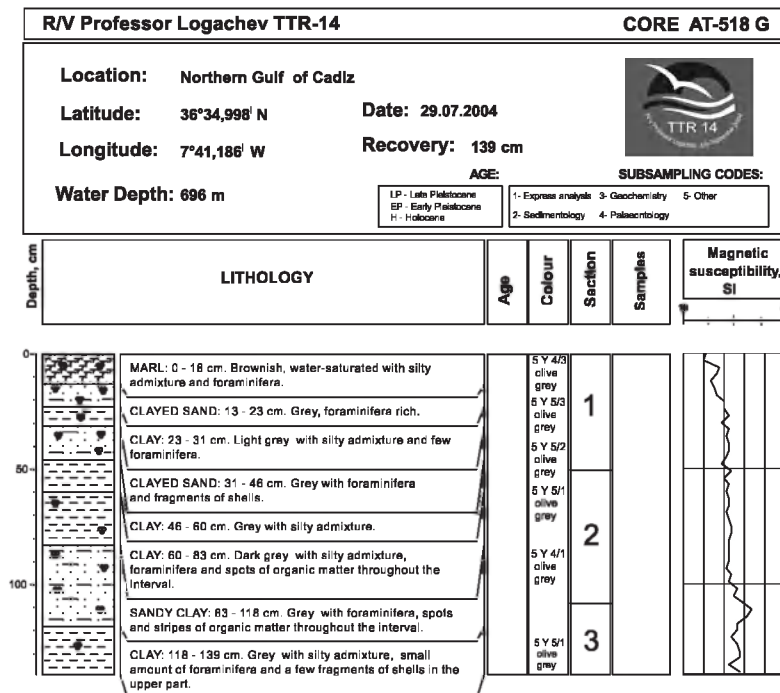 R/V Professor Logachev TTR-14
CORE AT-518 G
Location: Northern Gulf of Cadiz
Latitude: 36°34,998' N
Date: 29.07.2004
Longitude: 7°41,186' W
Recovery: 139 cm
Water Depth: 696 m
TTR 14
AGE:
LP - Late Pleistocene
EP - Early Pleistocene
H - Holocene
SUBSAMPLING CODES:
1- Express analysis 3- Geochemistry 5- Other
2- Sedimentology 4- Palaeontology
Depth, cm
LITHOLOGY
Age
Colour
Section
Samples
Magnetic
susceptibility,
SI
0
50
100
MARL: 0 - 18 cm. Brownish, water-saturated with silty
admixture and foraminifera.
CLAYED SAND: 13 - 23 cm. Grey, foraminifera rich.
CLAY: 23 - 31 cm. Light grey with silty admixture and few
foraminifera.
CLAYED SAND: 31 - 46 cm. Grey with foraminifera
and fragments of shells.
CLAY: 46 - 60 cm. Grey with silty admixture.
CLAY: 60 - 83 cm. Dark grey with silty admixture,
foraminifera and spots of organic matter throughout the
interval.
SANDY CLAY: 83 - 118 cm. Grey with foraminifera, spots
and stripes of organic matter throughout the interval.
CLAY: 118 - 139 cm. Grey with silty admixture, small
amount of foraminifera and a few fragments of shells in the
upper part.
5 Y 4/3
olive
grey
5 Y 5/3
olive
grey
5 Y 5/2
olive
grey
5 Y 5/1
olive
grey
5 Y 4/1
olive
grey
5 Y 5/1
olive
grey
1
2
3